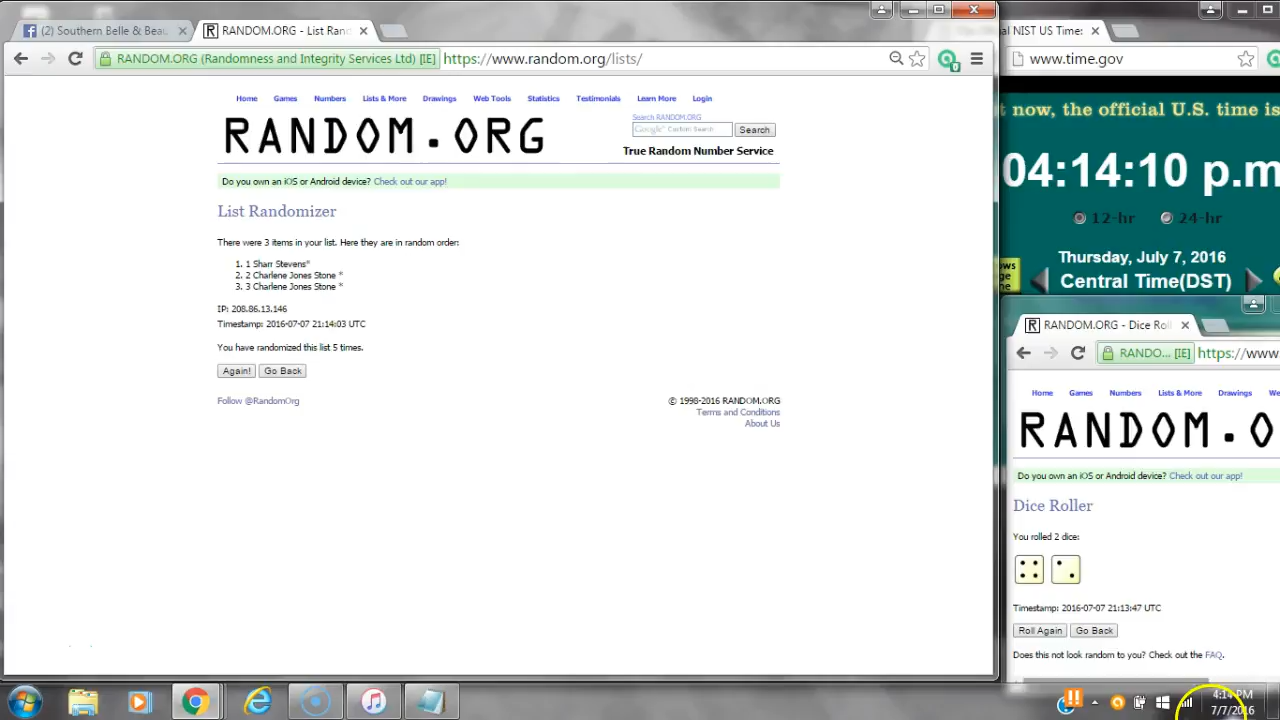 (2) Southern Belle & Beau
RANDOM.ORG - List Ran
RANDOM.ORG (Randomness and Integrity Services Ltd) [IE]
https://www.random.org/lists/
Home Games Numbers Lists & More Drawings Web Tools Statistics Testimonials Learn More Login
RANDOM.ORG
Search RANDOM.ORG
Google Custom Search
Search
True Random Number Service
Do you own an iOS or Android device? Check out our app!
List Randomizer
There were 3 items in your list. Here they are in random order:
1. 1 Sharr Stevens*
2. 2 Charlene Jones Stone *
3. 3 Charlene Jones Stone *
IP: 208.86.13.146
Timestamp: 2016-07-07 21:14:03 UTC
You have randomized this list 5 times.
Again! Go Back
Follow @RandomOrg
© 1998-2016 RANDOM.ORG
Terms and Conditions
About Us
al NIST US Time:
www.time.gov
t now, the official U.S. time is
04:14:10 p.m
12-hr 24-hr
Thursday, July 7, 2016
Central Time(DST)
RANDOM.ORG - Dice Roll
RANDO... [IE]
https://www
Home Games Numbers Lists & More Drawings We
RANDOM.O
Do you own an iOS or Android device? Check out our app!
Dice Roller
You rolled 2 dice:
Timestamp: 2016-07-07 21:13:47 UTC
Roll Again Go Back
Does this not look random to you? Check out the FAQ.
4:14 PM
7/7/2016